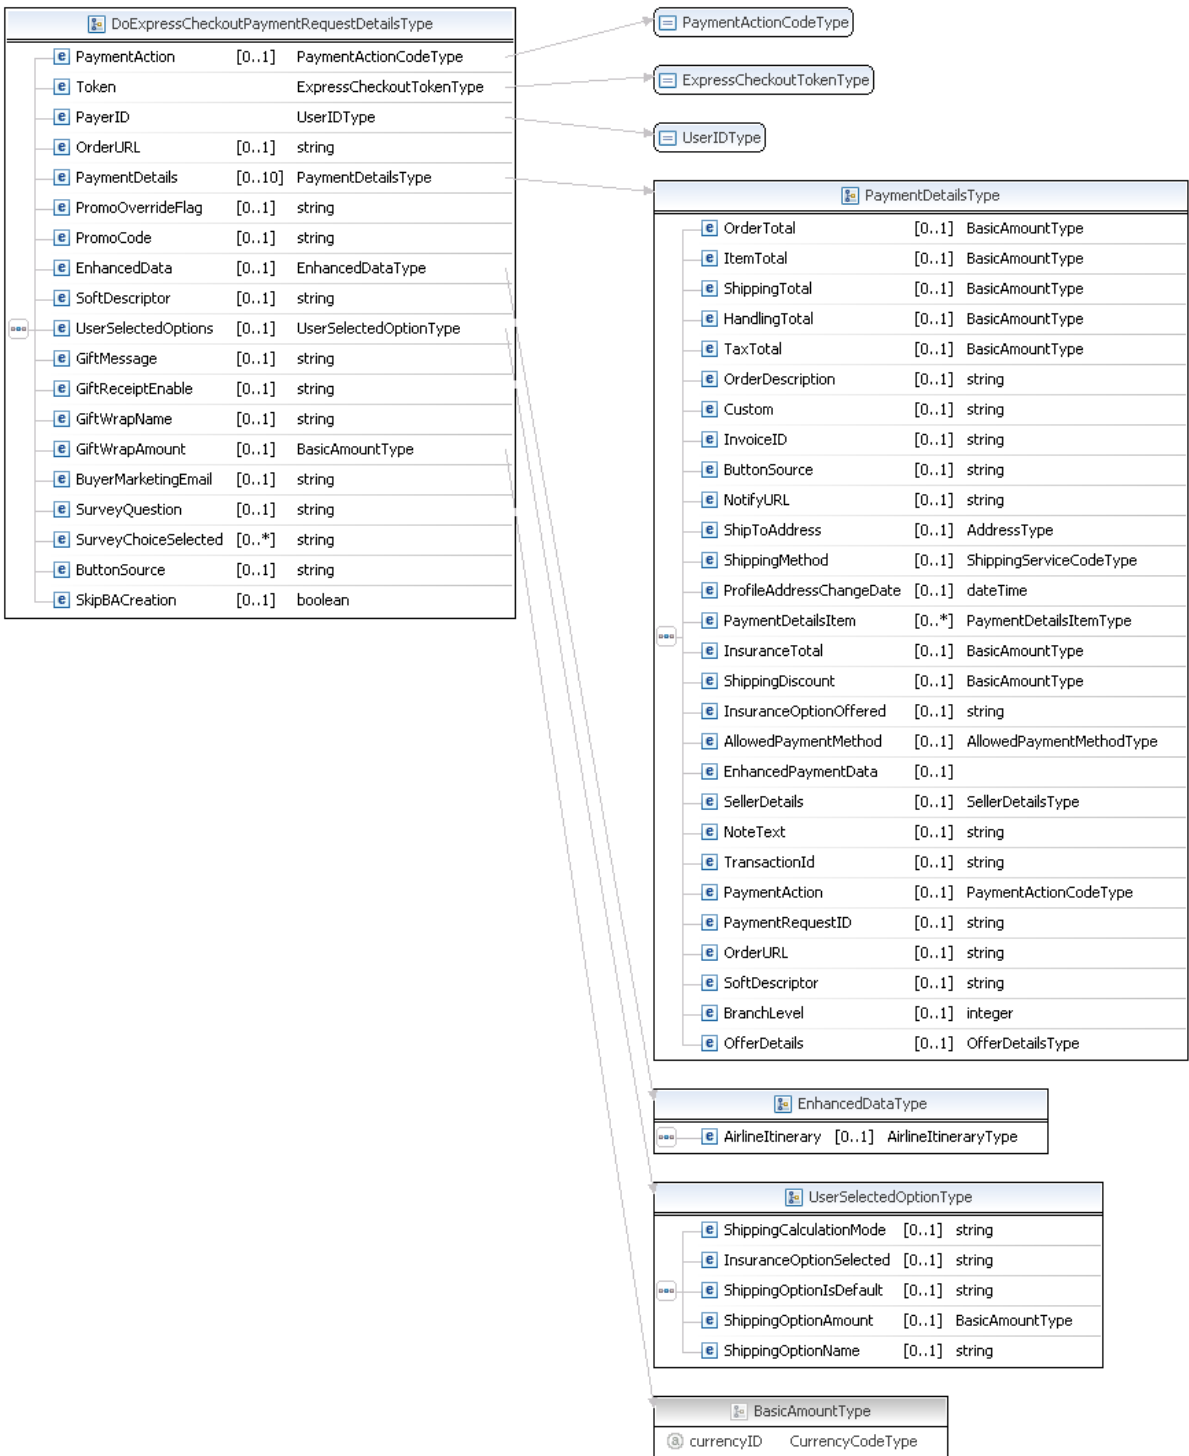 DoExpressCheckoutPaymentRequestDetailsType
PaymentAction [0..1] PaymentActionCodeType
Token ExpressCheckoutTokenType
PayerID UserIDType
OrderURL [0..1] string
PaymentDetails [0..10] PaymentDetailsType
PromoOverrideFlag [0..1] string
PromoCode [0..1] string
EnhancedData [0..1] EnhancedDataType
SoftDescriptor [0..1] string
UserSelectedOptions [0..1] UserSelectedOptionType
GiftMessage [0..1] string
GiftReceiptEnable [0..1] string
GiftWrapName [0..1] string
GiftWrapAmount [0..1] BasicAmountType
BuyerMarketingEmail [0..1] string
SurveyQuestion [0..1] string
SurveyChoiceSelected [0..*] string
ButtonSource [0..1] string
SkipBACreation [0..1] boolean
PaymentActionCodeType
ExpressCheckoutTokenType
UserIDType
PaymentDetailsType
OrderTotal [0..1] BasicAmountType
ItemTotal [0..1] BasicAmountType
ShippingTotal [0..1] BasicAmountType
HandlingTotal [0..1] BasicAmountType
TaxTotal [0..1] BasicAmountType
OrderDescription [0..1] string
Custom [0..1] string
InvoiceID [0..1] string
ButtonSource [0..1] string
NotifyURL [0..1] string
ShipToAddress [0..1] AddressType
ShippingMethod [0..1] ShippingServiceCodeType
ProfileAddressChangeDate [0..1] dateTime
PaymentDetailsItem [0..*] PaymentDetailsItemType
InsuranceTotal [0..1] BasicAmountType
ShippingDiscount [0..1] BasicAmountType
InsuranceOptionOffered [0..1] string
AllowedPaymentMethod [0..1] AllowedPaymentMethodType
EnhancedPaymentData [0..1]
SellerDetails [0..1] SellerDetailsType
NoteText [0..1] string
TransactionId [0..1] string
PaymentAction [0..1] PaymentActionCodeType
PaymentRequestID [0..1] string
OrderURL [0..1] string
SoftDescriptor [0..1] string
BranchLevel [0..1] integer
OfferDetails [0..1] OfferDetailsType
EnhancedDataType
AirlineItinerary [0..1] AirlineItineraryType
UserSelectedOptionType
ShippingCalculationMode [0..1] string
InsuranceOptionSelected [0..1] string
ShippingOptionIsDefault [0..1] string
ShippingOptionAmount [0..1] BasicAmountType
ShippingOptionName [0..1] string
BasicAmountType
currencyID CurrencyCodeType